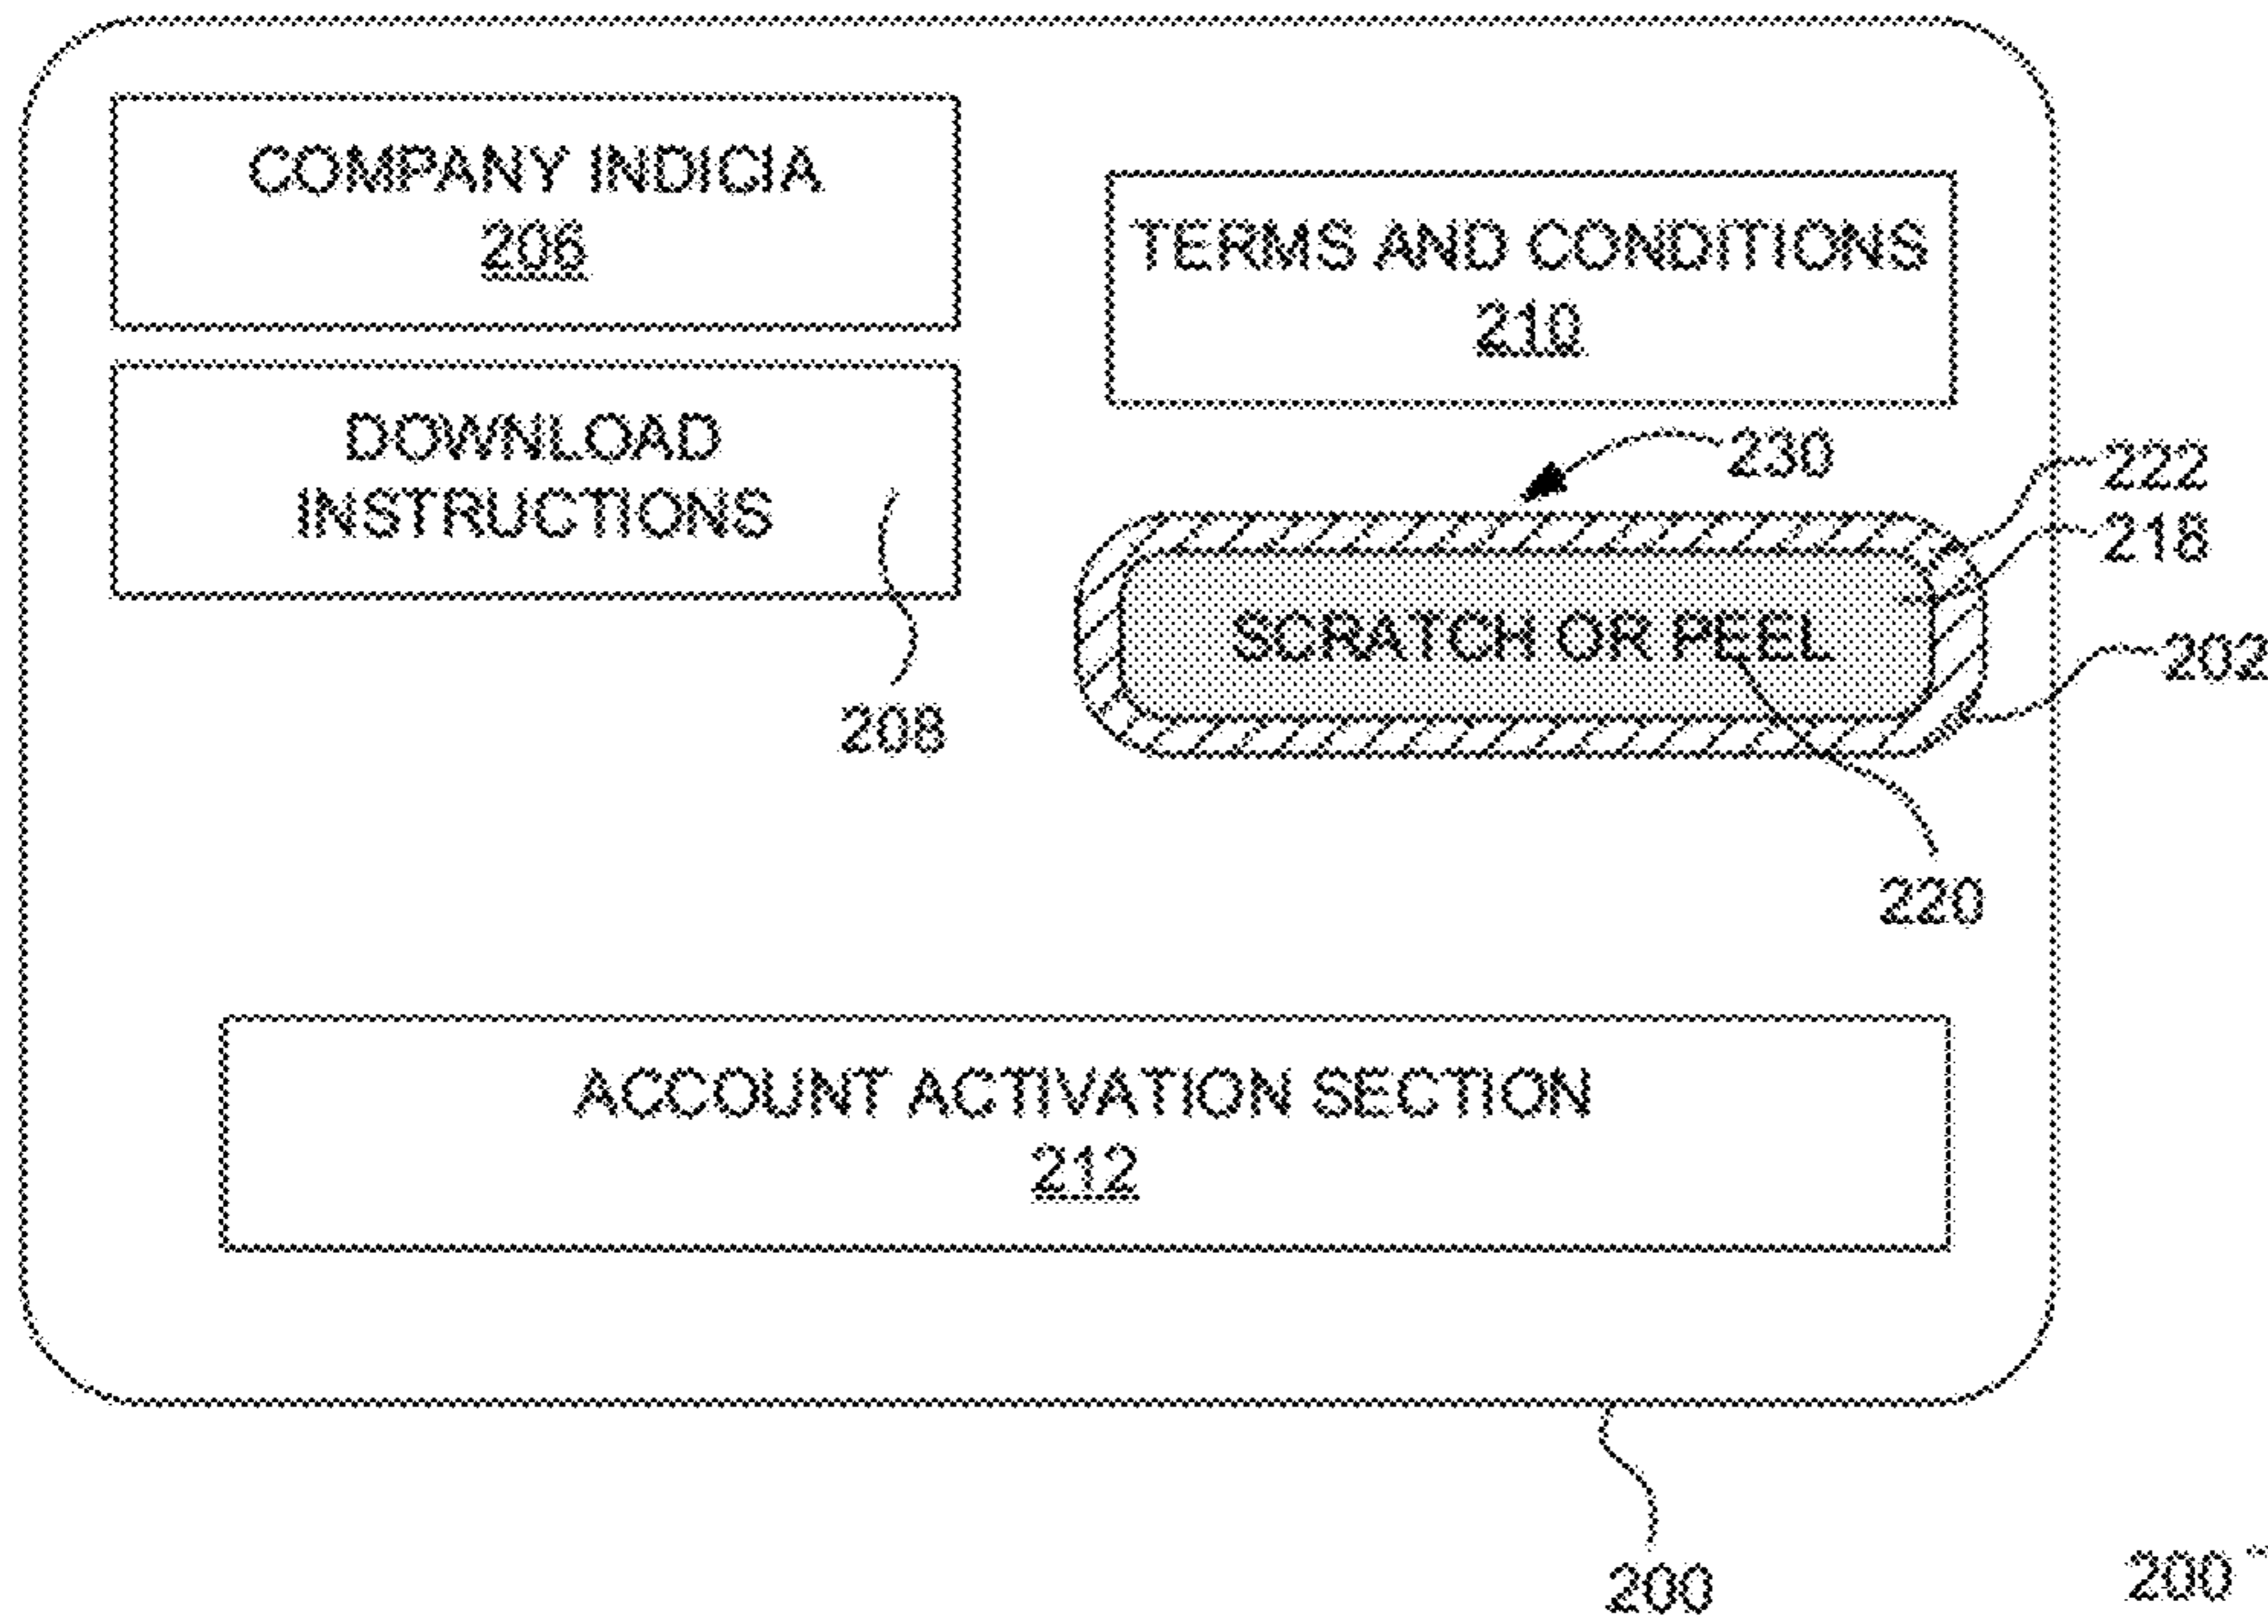 COMPANY INDICIA
206
TERMS AND CONDITIONS
210
DOWNLOAD
INSTRUCTIONS
208
230
222
218
SCRATCH OR PEEL
202
220
ACCOUNT ACTIVATION SECTION
212
200
200